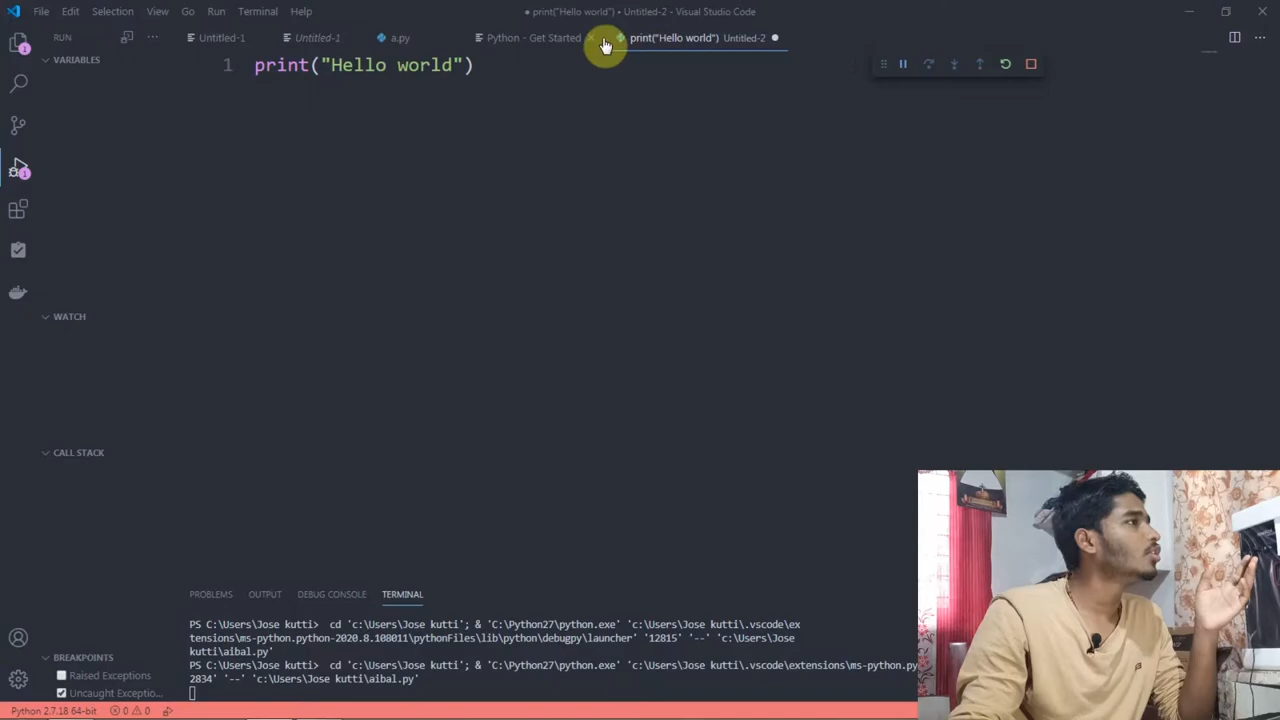 File Edit Selection View Go Run Terminal Help
● print("Hello world") • Untitled-2 - Visual Studio Code
RUN ···
Untitled-1
Untitled-1
a.py
Python - Get Started
print("Hello world") Untitled-2
1
VARIABLES
1 print("Hello world")
1
WATCH
CALL STACK
PROBLEMS OUTPUT DEBUG CONSOLE TERMINAL
PS C:\Users\Jose kutti> cd 'c:\Users\Jose kutti'; & 'C:\Python27\python.exe' 'c:\Users\Jose kutti\.vscode\ex
tensions\ms-python.python-2020.8.108011\pythonFiles\lib\python\debugpy\launcher' '12815' '--' 'c:\Users\Jose
kutti\aibal.py'
PS C:\Users\Jose kutti> cd 'c:\Users\Jose kutti'; & 'C:\Python27\python.exe' 'c:\Users\Jose kutti\.vscode\extensions\ms-python.py
2834' '--' 'c:\Users\Jose kutti\aibal.py'
BREAKPOINTS
Raised Exceptions
Uncaught Exceptio...
Python 2.7.18 64-bit 0 0